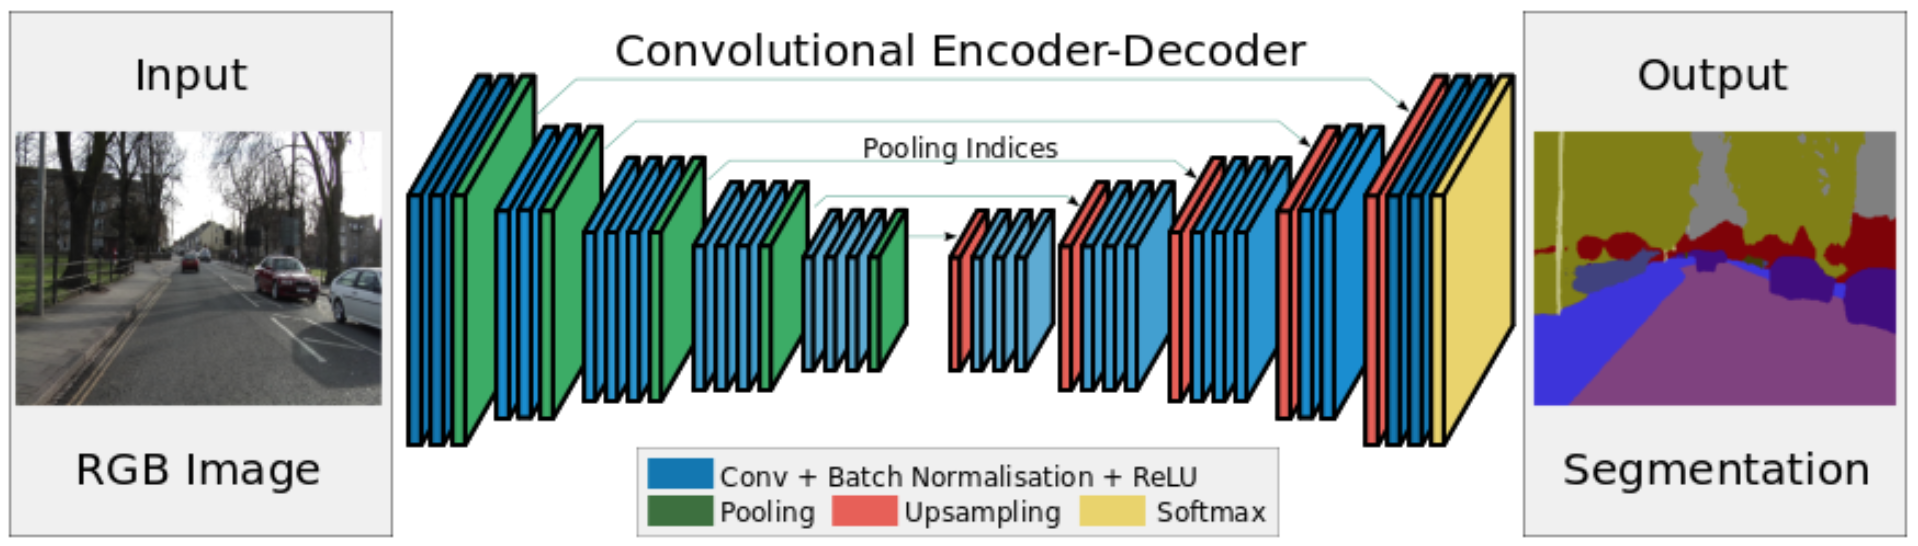 Input
RGB Image
Convolutional Encoder-Decoder
Pooling Indices
Conv + Batch Normalisation + ReLU
Pooling
Upsampling
Softmax
Output
Segmentation